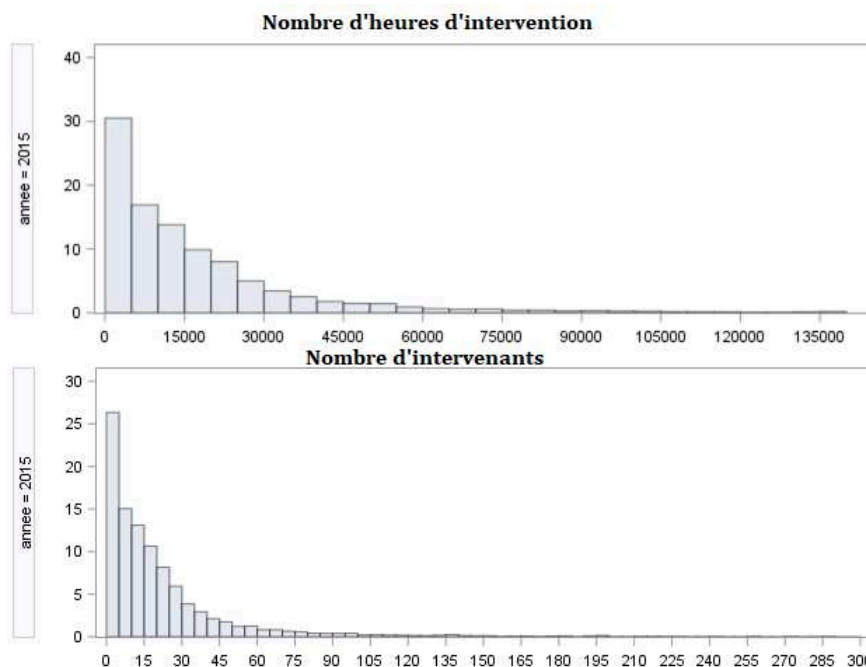 Nombre d'heures d'intervention
annee = 2015
40
30
20
10
0
0 15000 30000 45000 60000 75000 90000 105000 120000 135000
Nombre d'intervenants
annee = 2015
30
25
20
15
10
5
0
0 15 30 45 60 75 90 105 120 135 150 165 180 195 210 225 240 255 270 285 300